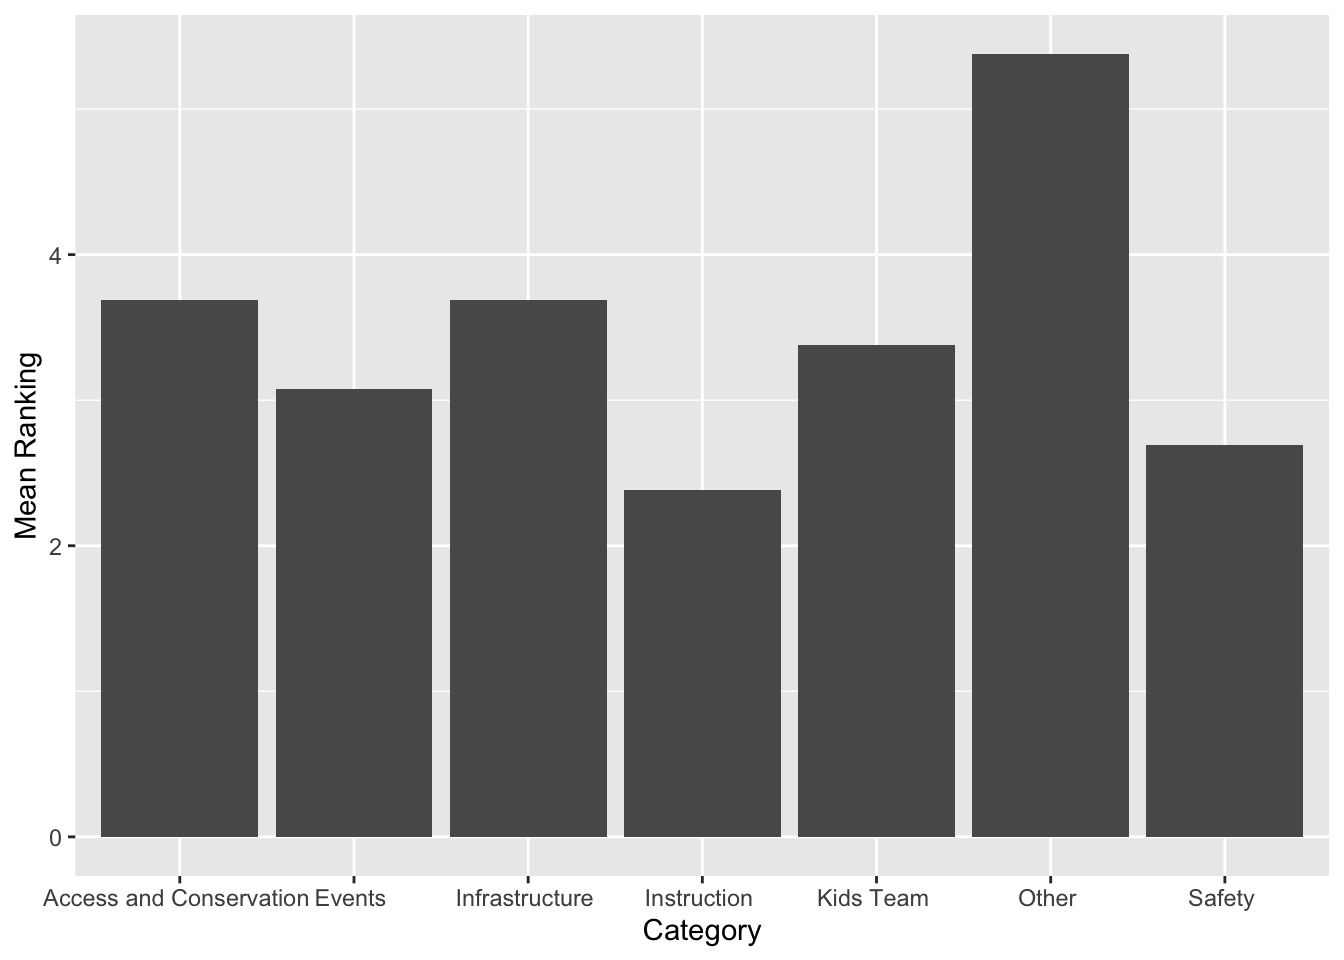 Mean Ranking
4
2
0
Access and Conservation Events Infrastructure Instruction Kids Team Other Safety
Category